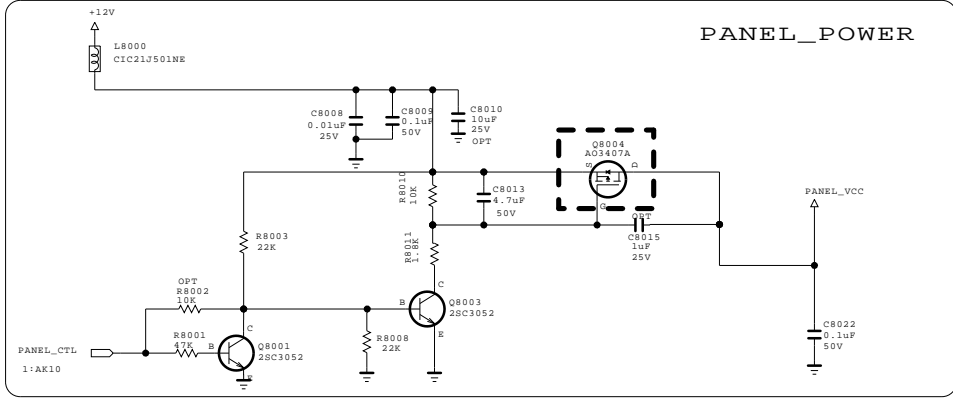 +12V
PANEL_POWER
L8000
CIC21J501NE
C8008
0.01uF
25V
C8009
0.1uF
50V
C8010
10uF
25V
OPT
Q8004
AO3407A
S
D
G
R8010
10K
C8013
4.7uF
50V
PANEL_VCC
OPT
C8015
1uF
25V
R8003
22K
R8011
1.8K
OPT
R8002
10K
C
B
E
Q8003
2SC3052
R8001
47K
C
B
E
Q8001
2SC3052
R8008
22K
C8022
0.1uF
50V
PANEL_CTL
1:AK10